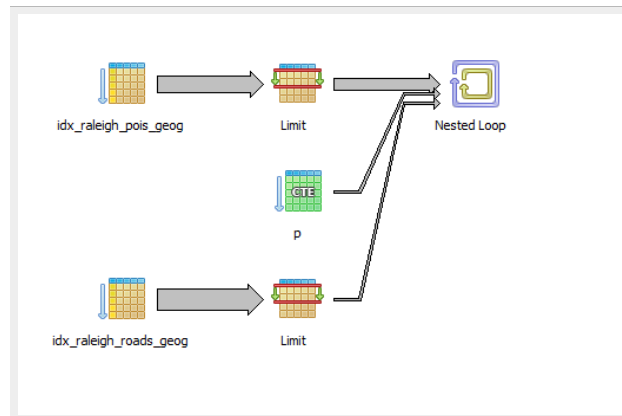 idx_raleigh_pois_geog
Limit
Nested Loop
CTE
p
idx_raleigh_roads_geog
Limit